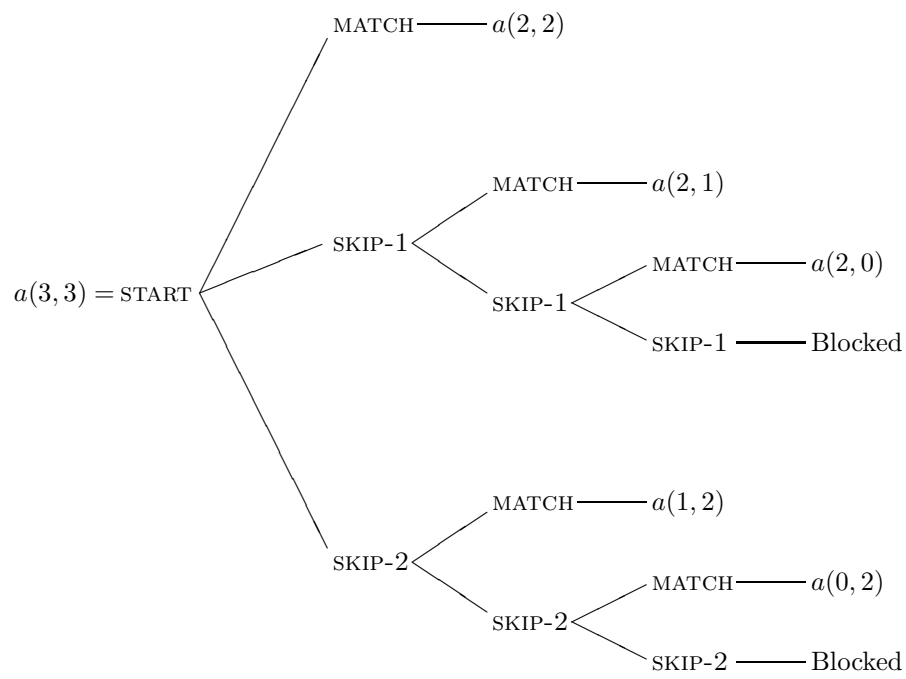 MATCH a(2, 2)
MATCH a(2, 1)
SKIP-1
MATCH a(2, 0)
a(3, 3) = START
SKIP-1
SKIP-1 Blocked
MATCH a(1, 2)
SKIP-2
MATCH a(0, 2)
SKIP-2
SKIP-2 Blocked